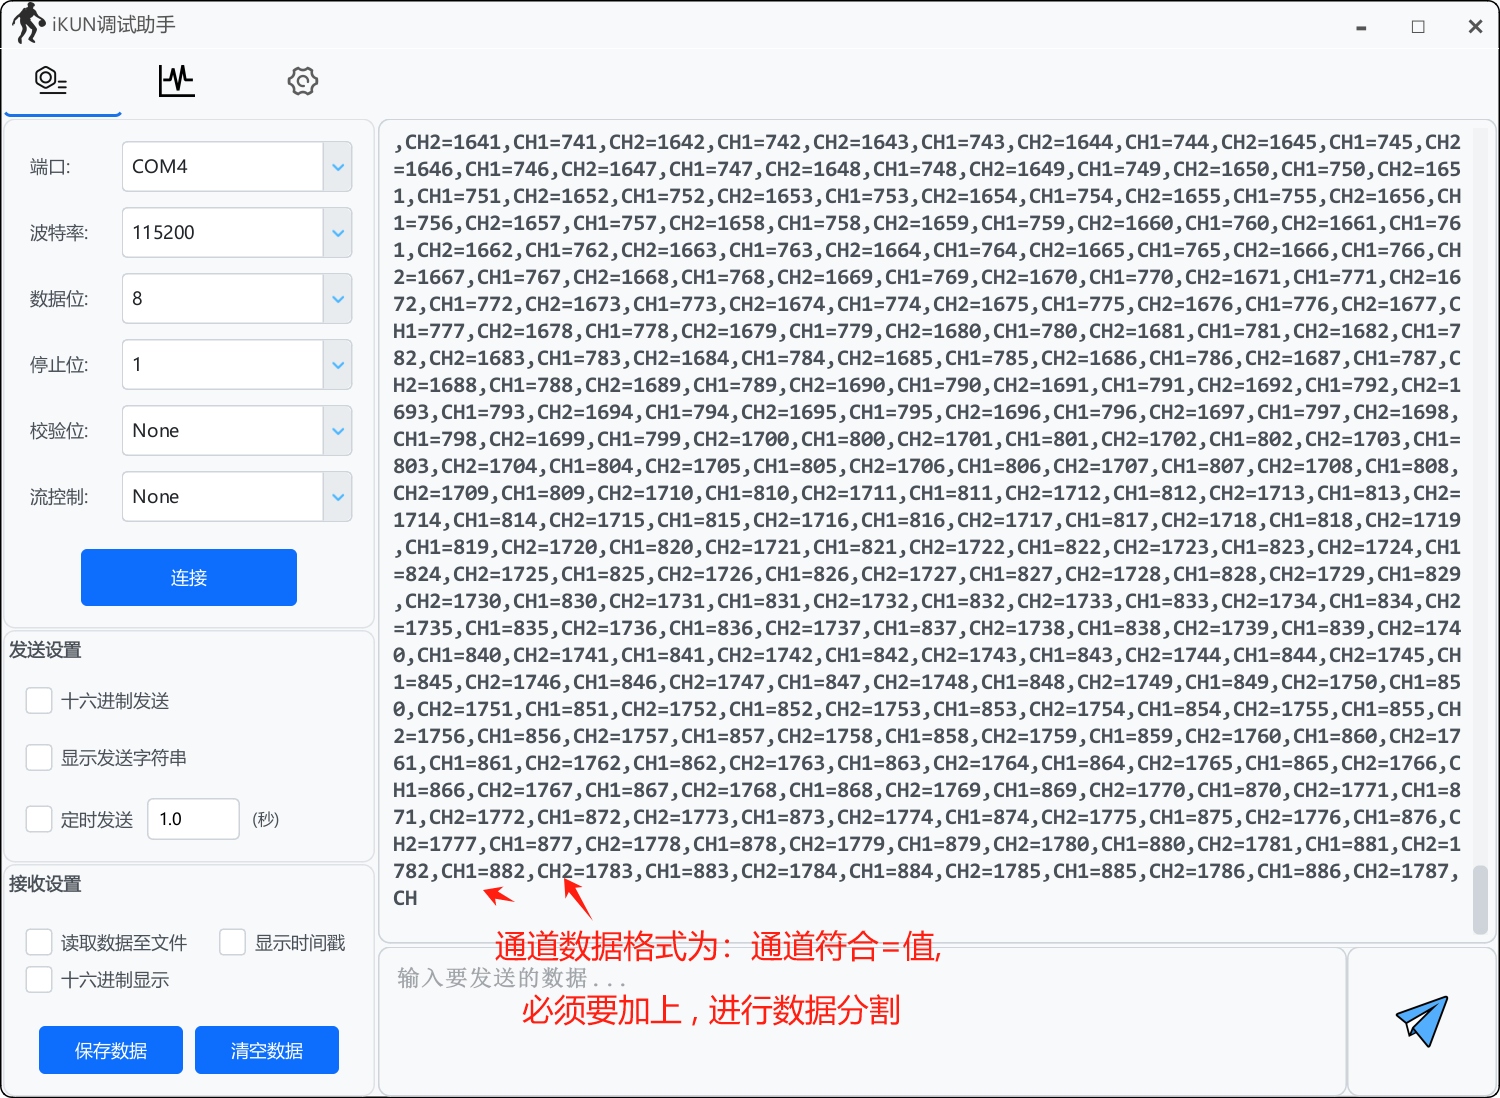 iKUN调试助手
端口:
COM4
波特率:
115200
数据位:
8
停止位:
1
校验位:
None
流控制:
None
连接
发送设置
十六进制发送
显示发送字符串
定时发送
1.0
(秒)
接收设置
读取数据至文件
显示时间戳
十六进制显示
保存数据
清空数据
,CH2=1641,CH1=741,CH2=1642,CH1=742,CH2=1643,CH1=743,CH2=1644,CH1=744,CH2=1645,CH1=745,CH2
=1646,CH1=746,CH2=1647,CH1=747,CH2=1648,CH1=748,CH2=1649,CH1=749,CH2=1650,CH1=750,CH2=165
1,CH1=751,CH2=1652,CH1=752,CH2=1653,CH1=753,CH2=1654,CH1=754,CH2=1655,CH1=755,CH2=1656,CH
1=756,CH2=1657,CH1=757,CH2=1658,CH1=758,CH2=1659,CH1=759,CH2=1660,CH1=760,CH2=1661,CH1=76
1,CH2=1662,CH1=762,CH2=1663,CH1=763,CH2=1664,CH1=764,CH2=1665,CH1=765,CH2=1666,CH1=766,CH
2=1667,CH1=767,CH2=1668,CH1=768,CH2=1669,CH1=769,CH2=1670,CH1=770,CH2=1671,CH1=771,CH2=16
72,CH1=772,CH2=1673,CH1=773,CH2=1674,CH1=774,CH2=1675,CH1=775,CH2=1676,CH1=776,CH2=1677,C
H1=777,CH2=1678,CH1=778,CH2=1679,CH1=779,CH2=1680,CH1=780,CH2=1681,CH1=781,CH2=1682,CH1=7
82,CH2=1683,CH1=783,CH2=1684,CH1=784,CH2=1685,CH1=785,CH2=1686,CH1=786,CH2=1687,CH1=787,C
H2=1688,CH1=788,CH2=1689,CH1=789,CH2=1690,CH1=790,CH2=1691,CH1=791,CH2=1692,CH1=792,CH2=1
693,CH1=793,CH2=1694,CH1=794,CH2=1695,CH1=795,CH2=1696,CH1=796,CH2=1697,CH1=797,CH2=1698,
CH1=798,CH2=1699,CH1=799,CH2=1700,CH1=800,CH2=1701,CH1=801,CH2=1702,CH1=802,CH2=1703,CH1=
803,CH2=1704,CH1=804,CH2=1705,CH1=805,CH2=1706,CH1=806,CH2=1707,CH1=807,CH2=1708,CH1=808,
CH2=1709,CH1=809,CH2=1710,CH1=810,CH2=1711,CH1=811,CH2=1712,CH1=812,CH2=1713,CH1=813,CH2=
1714,CH1=814,CH2=1715,CH1=815,CH2=1716,CH1=816,CH2=1717,CH1=817,CH2=1718,CH1=818,CH2=1719
,CH1=819,CH2=1720,CH1=820,CH2=1721,CH1=821,CH2=1722,CH1=822,CH2=1723,CH1=823,CH2=1724,CH1
=824,CH2=1725,CH1=825,CH2=1726,CH1=826,CH2=1727,CH1=827,CH2=1728,CH1=828,CH2=1729,CH1=829
,CH2=1730,CH1=830,CH2=1731,CH1=831,CH2=1732,CH1=832,CH2=1733,CH1=833,CH2=1734,CH1=834,CH2
=1735,CH1=835,CH2=1736,CH1=836,CH2=1737,CH1=837,CH2=1738,CH1=838,CH2=1739,CH1=839,CH2=174
0,CH1=840,CH2=1741,CH1=841,CH2=1742,CH1=842,CH2=1743,CH1=843,CH2=1744,CH1=844,CH2=1745,CH
1=845,CH2=1746,CH1=846,CH2=1747,CH1=847,CH2=1748,CH1=848,CH2=1749,CH1=849,CH2=1750,CH1=85
0,CH2=1751,CH1=851,CH2=1752,CH1=852,CH2=1753,CH1=853,CH2=1754,CH1=854,CH2=1755,CH1=855,CH
2=1756,CH1=856,CH2=1757,CH1=857,CH2=1758,CH1=858,CH2=1759,CH1=859,CH2=1760,CH1=860,CH2=17
61,CH1=861,CH2=1762,CH1=862,CH2=1763,CH1=863,CH2=1764,CH1=864,CH2=1765,CH1=865,CH2=1766,C
H1=866,CH2=1767,CH1=867,CH2=1768,CH1=868,CH2=1769,CH1=869,CH2=1770,CH1=870,CH2=1771,CH1=8
71,CH2=1772,CH1=872,CH2=1773,CH1=873,CH2=1774,CH1=874,CH2=1775,CH1=875,CH2=1776,CH1=876,C
H2=1777,CH1=877,CH2=1778,CH1=878,CH2=1779,CH1=879,CH2=1780,CH1=880,CH2=1781,CH1=881,CH2=1
782,CH1=882,CH2=1783,CH1=883,CH2=1784,CH1=884,CH2=1785,CH1=885,CH2=1786,CH1=886,CH2=1787,
CH
通道数据格式为：通道符合=值,
输入要发送的数据...
必须要加上 , 进行数据分割